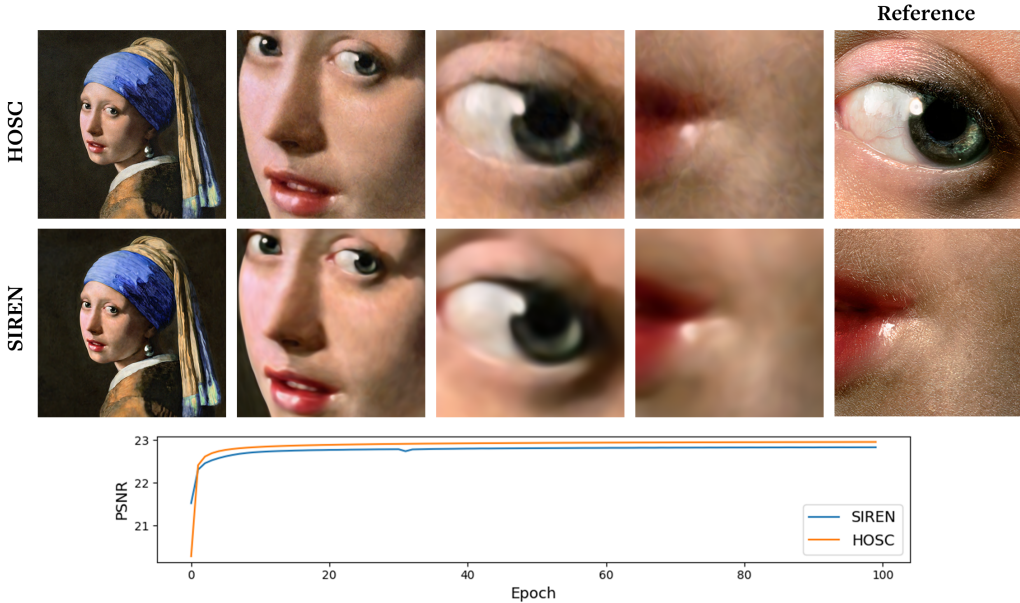 Reference
HOSC
SIREN
23
22
21
PSNR
0
20
40
60
80
100
Epoch
SIREN
HOSC